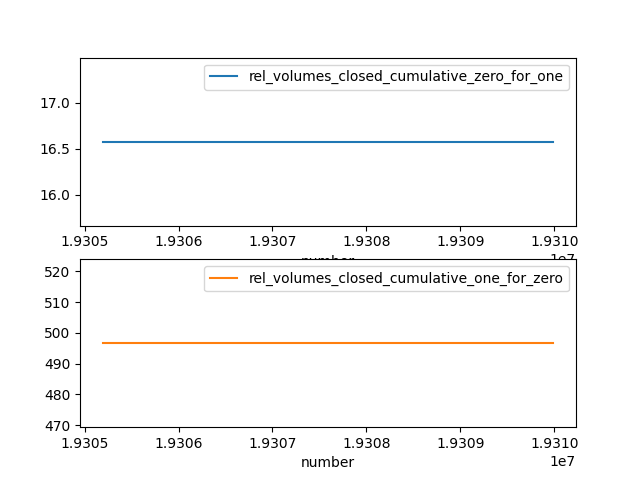 rel_volumes_closed_cumulative_zero_for_one
17.0
16.5
16.0
1.9305 1.9306 1.9307 1.9308 1.9309 1.9310
number 1e7
rel_volumes_closed_cumulative_one_for_zero
520
510
500
490
480
470
1.9305 1.9306 1.9307 1.9308 1.9309 1.9310
number 1e7